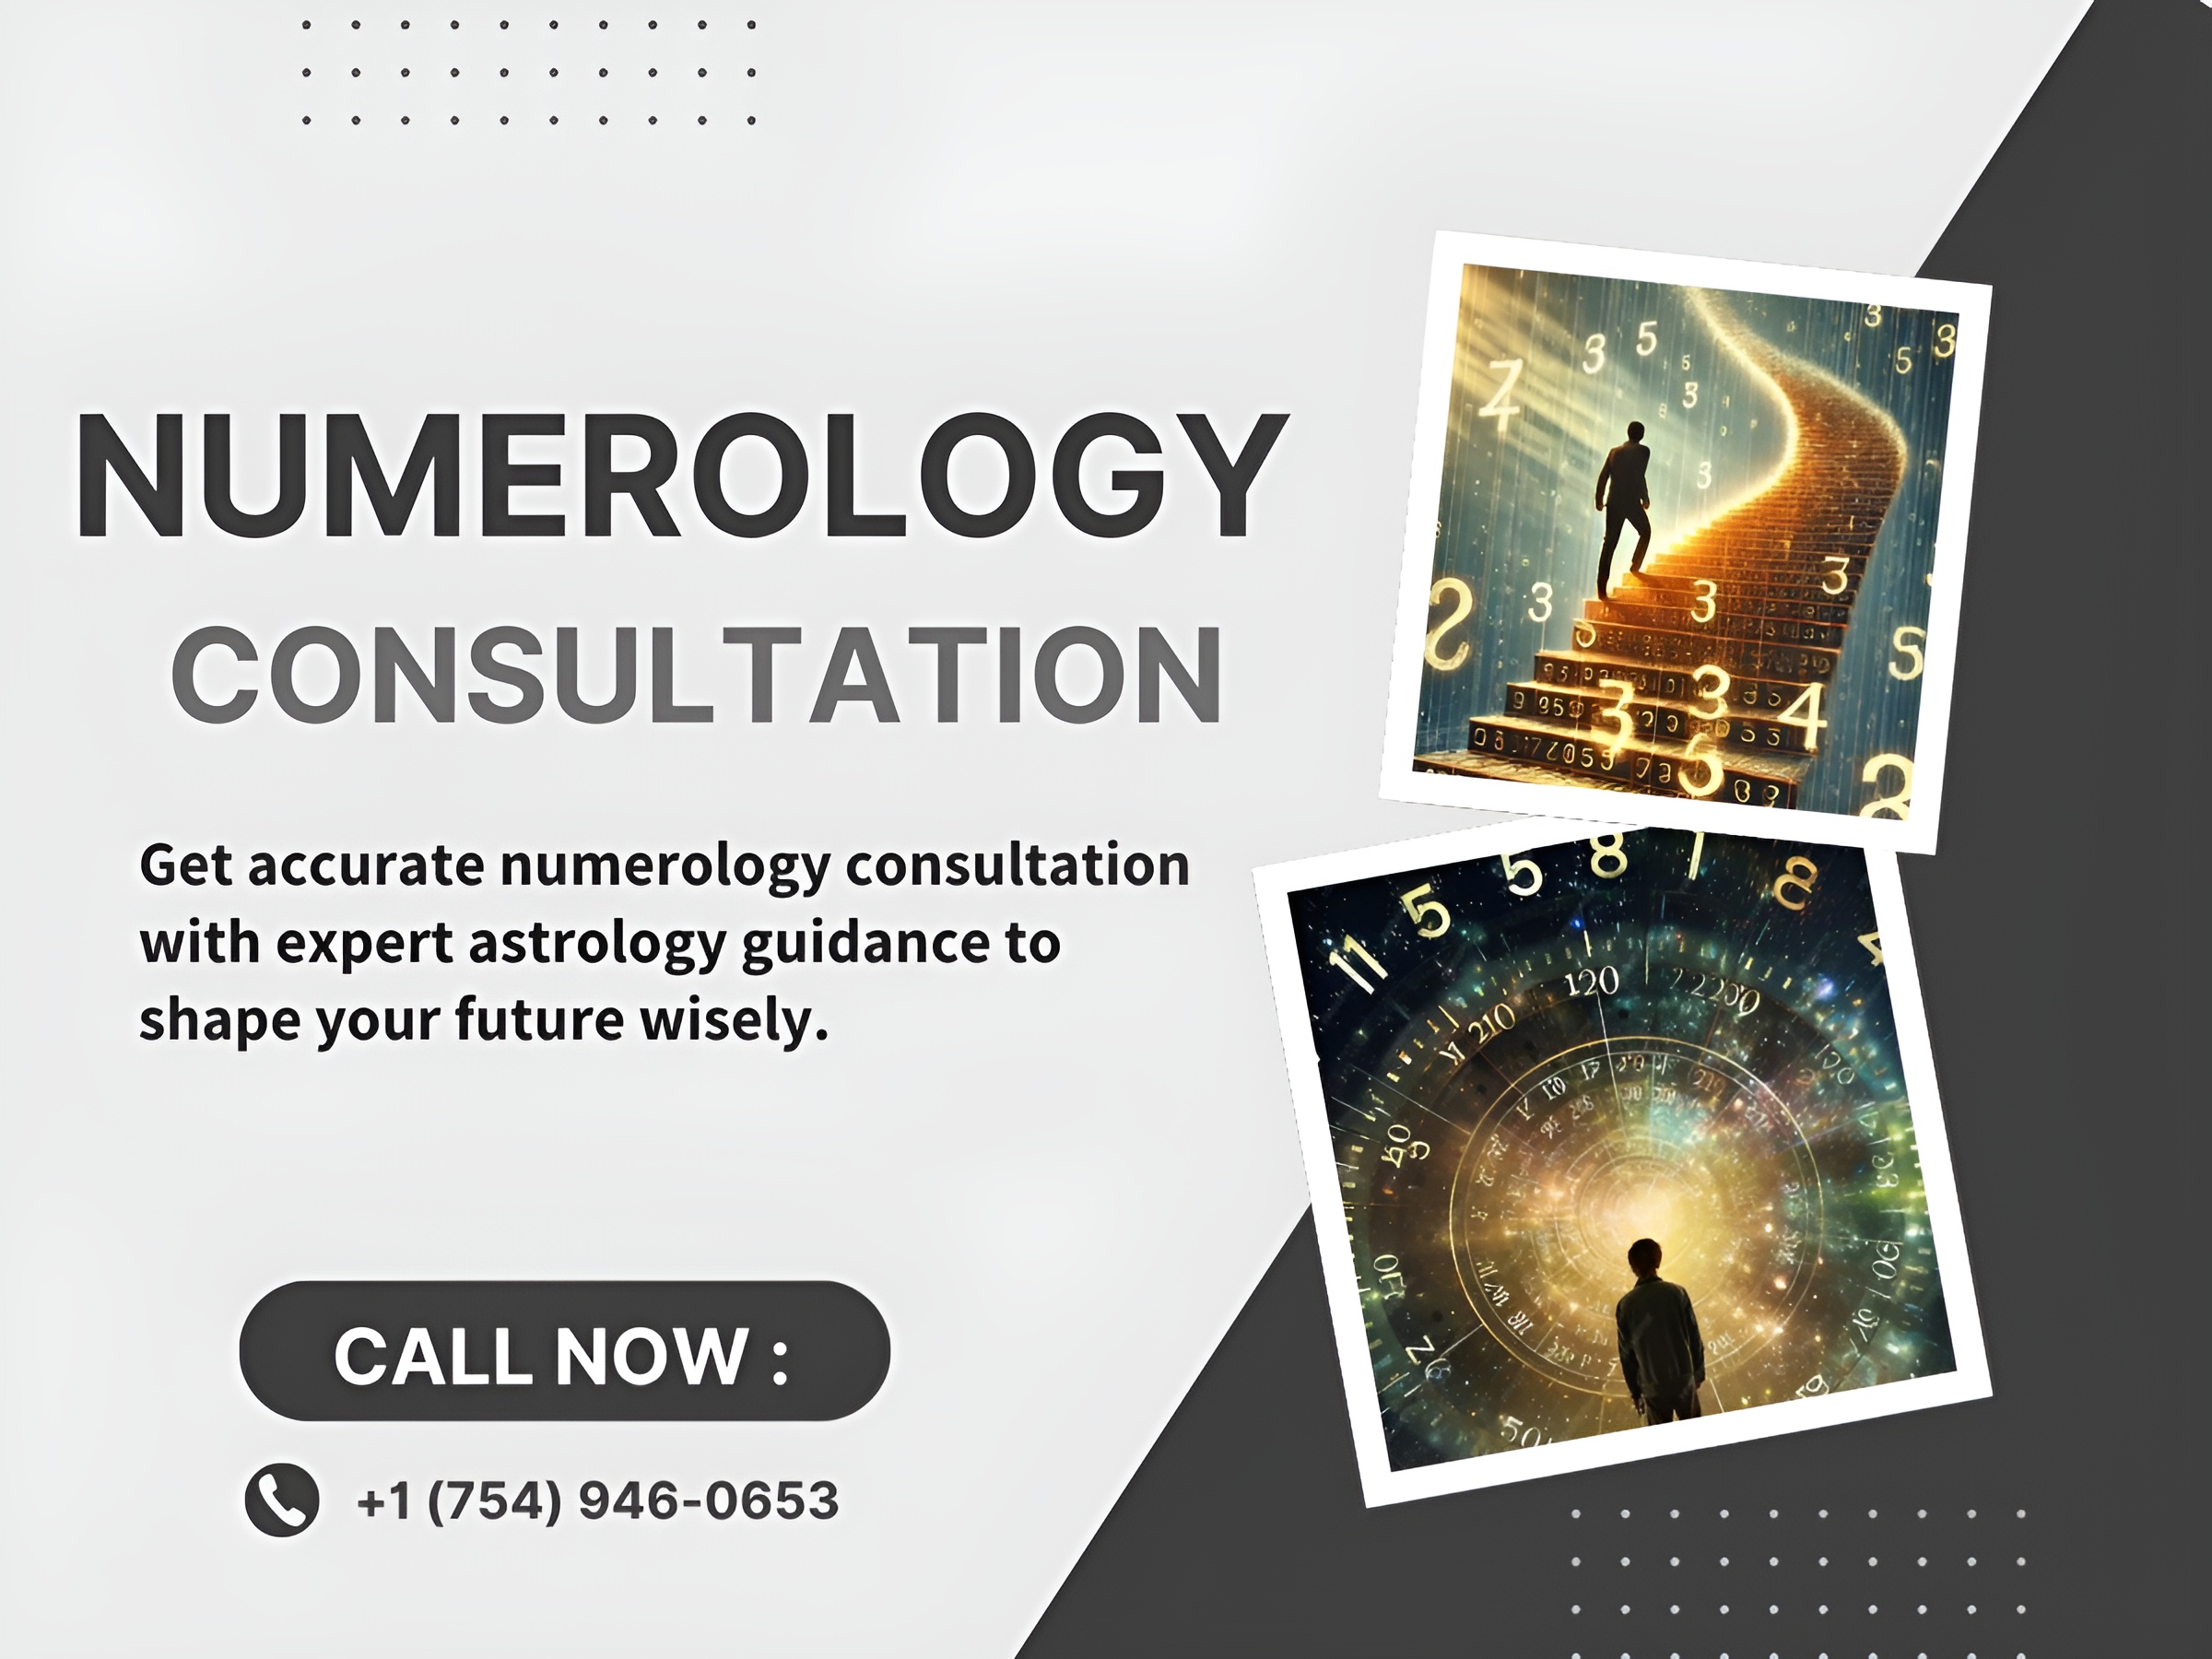 NUMEROLOGY
CONSULTATION
Get accurate numerology consultation
with expert astrology guidance to
shape your future wisely.
CALL NOW :
+1 (754) 946-0653